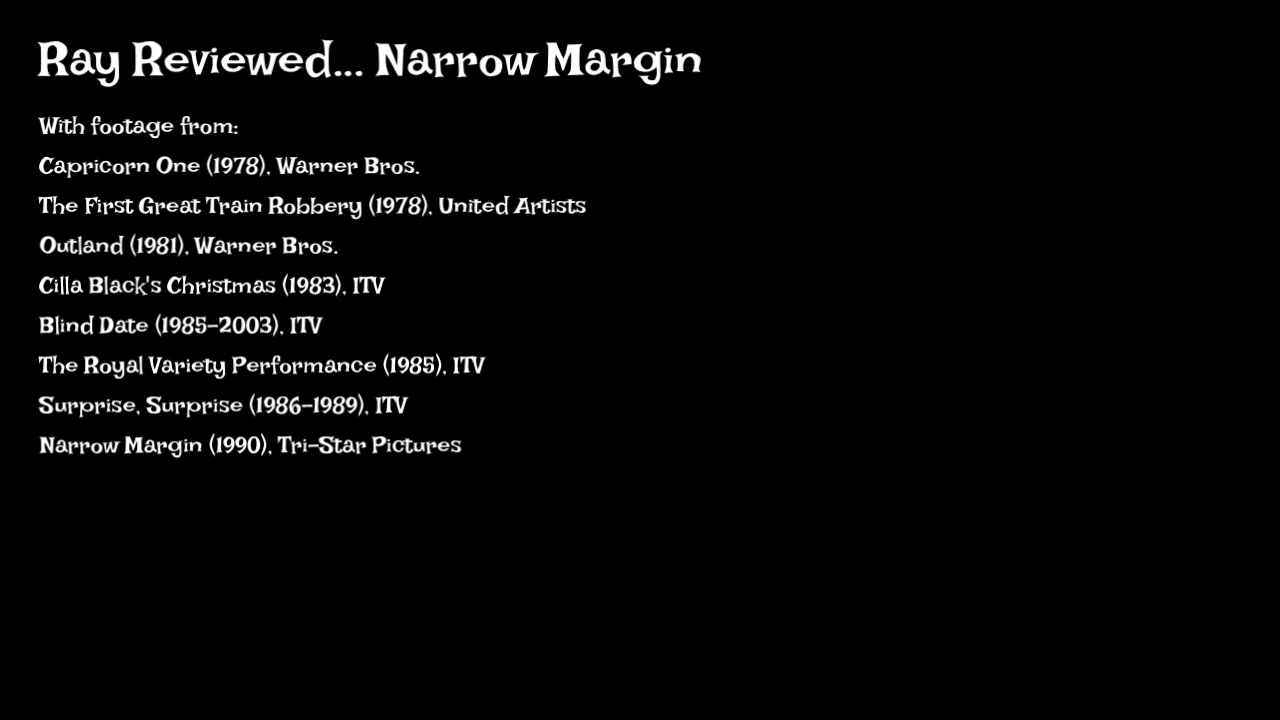 Ray Reviewed... Narrow Margin
With footage from:
Capricorn One (1978), Warner Bros.
The First Great Train Robbery (1978), United Artists
Outland (1981), Warner Bros.
Cilla Black's Christmas (1983), ITV
Blind Date (1985-2003), ITV
The Royal Variety Performance (1985), ITV
Surprise, Surprise (1986-1989), ITV
Narrow Margin (1990), Tri-Star Pictures